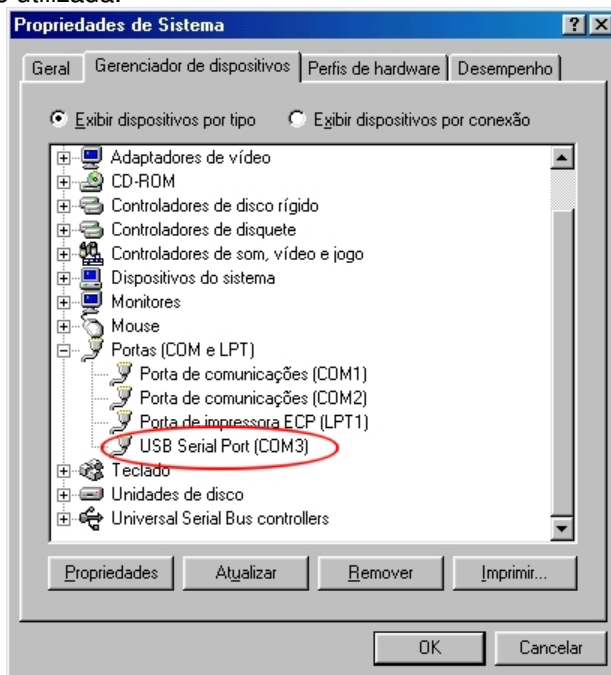 utilizada.
Propriedades de Sistema
Geral Gerenciador de dispositivos Perfis de hardware Desempenho
Exibir dispositivos por tipo Exibir dispositivos por conexão
Adaptadores de vídeo
CD-ROM
Controladores de disco rígido
Controladores de disquete
Controladores de som, vídeo e jogo
Dispositivos do sistema
Monitores
Mouse
Portas (COM e LPT)
Porta de comunicações (COM1)
Porta de comunicações (COM2)
Porta de impressora ECP (LPT1)
USB Serial Port (COM3)
Teclado
Unidades de disco
Universal Serial Bus controllers
Propriedades Atualizar Remover Imprimir...
OK Cancelar